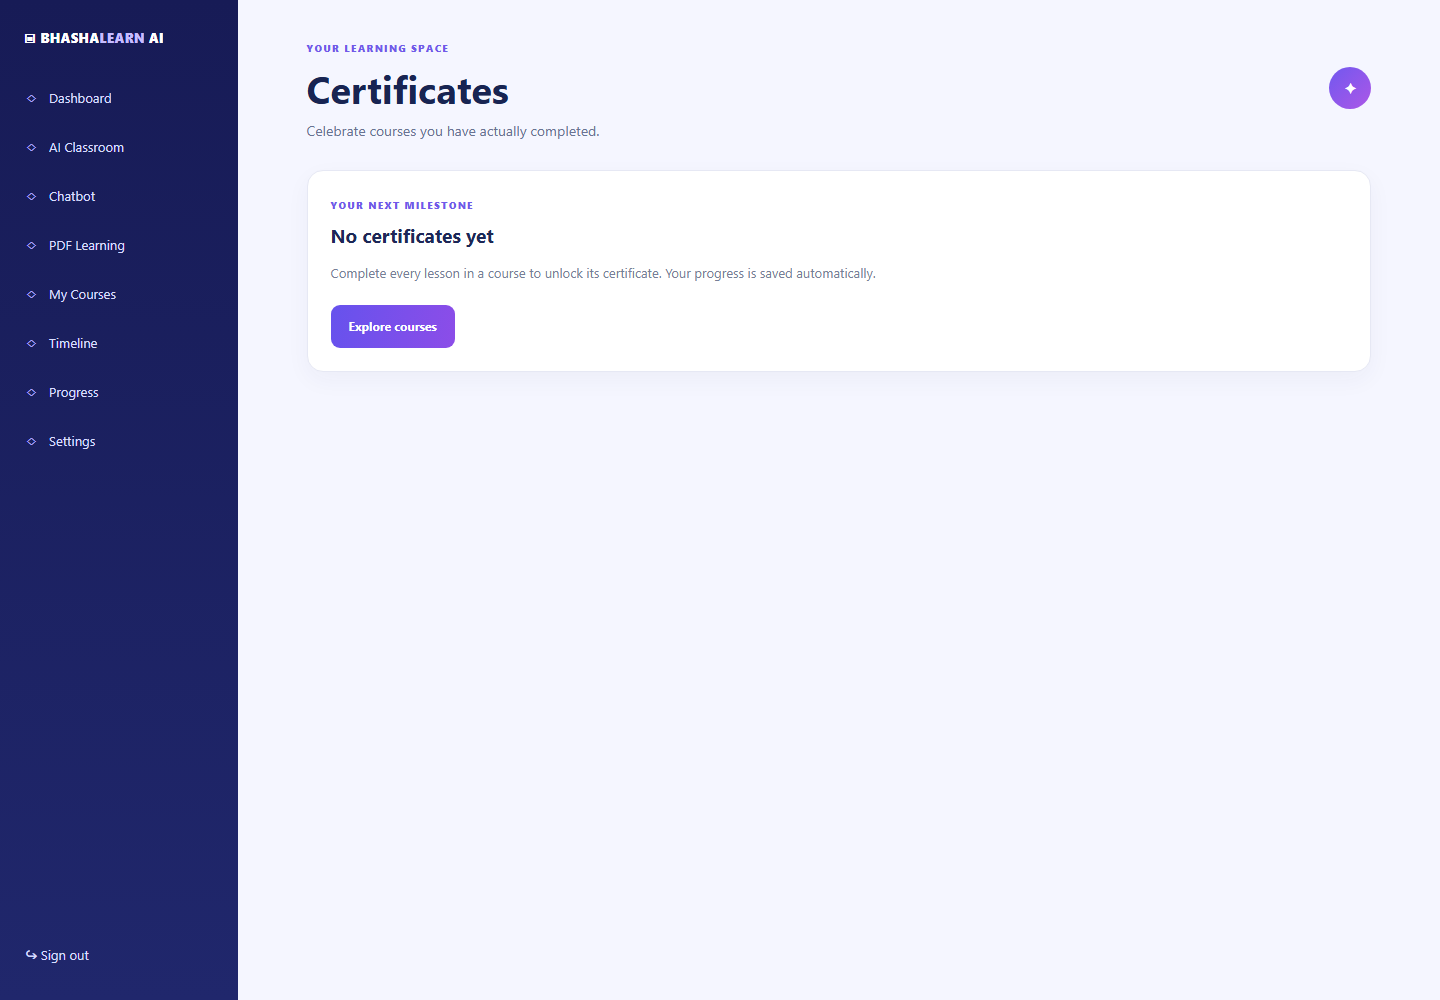 BHASHALEARN AI
Dashboard
AI Classroom
Chatbot
PDF Learning
My Courses
Timeline
Progress
Settings
Sign out
YOUR LEARNING SPACE
Certificates
Celebrate courses you have actually completed.
YOUR NEXT MILESTONE
No certificates yet
Complete every lesson in a course to unlock its certificate. Your progress is saved automatically.
Explore courses